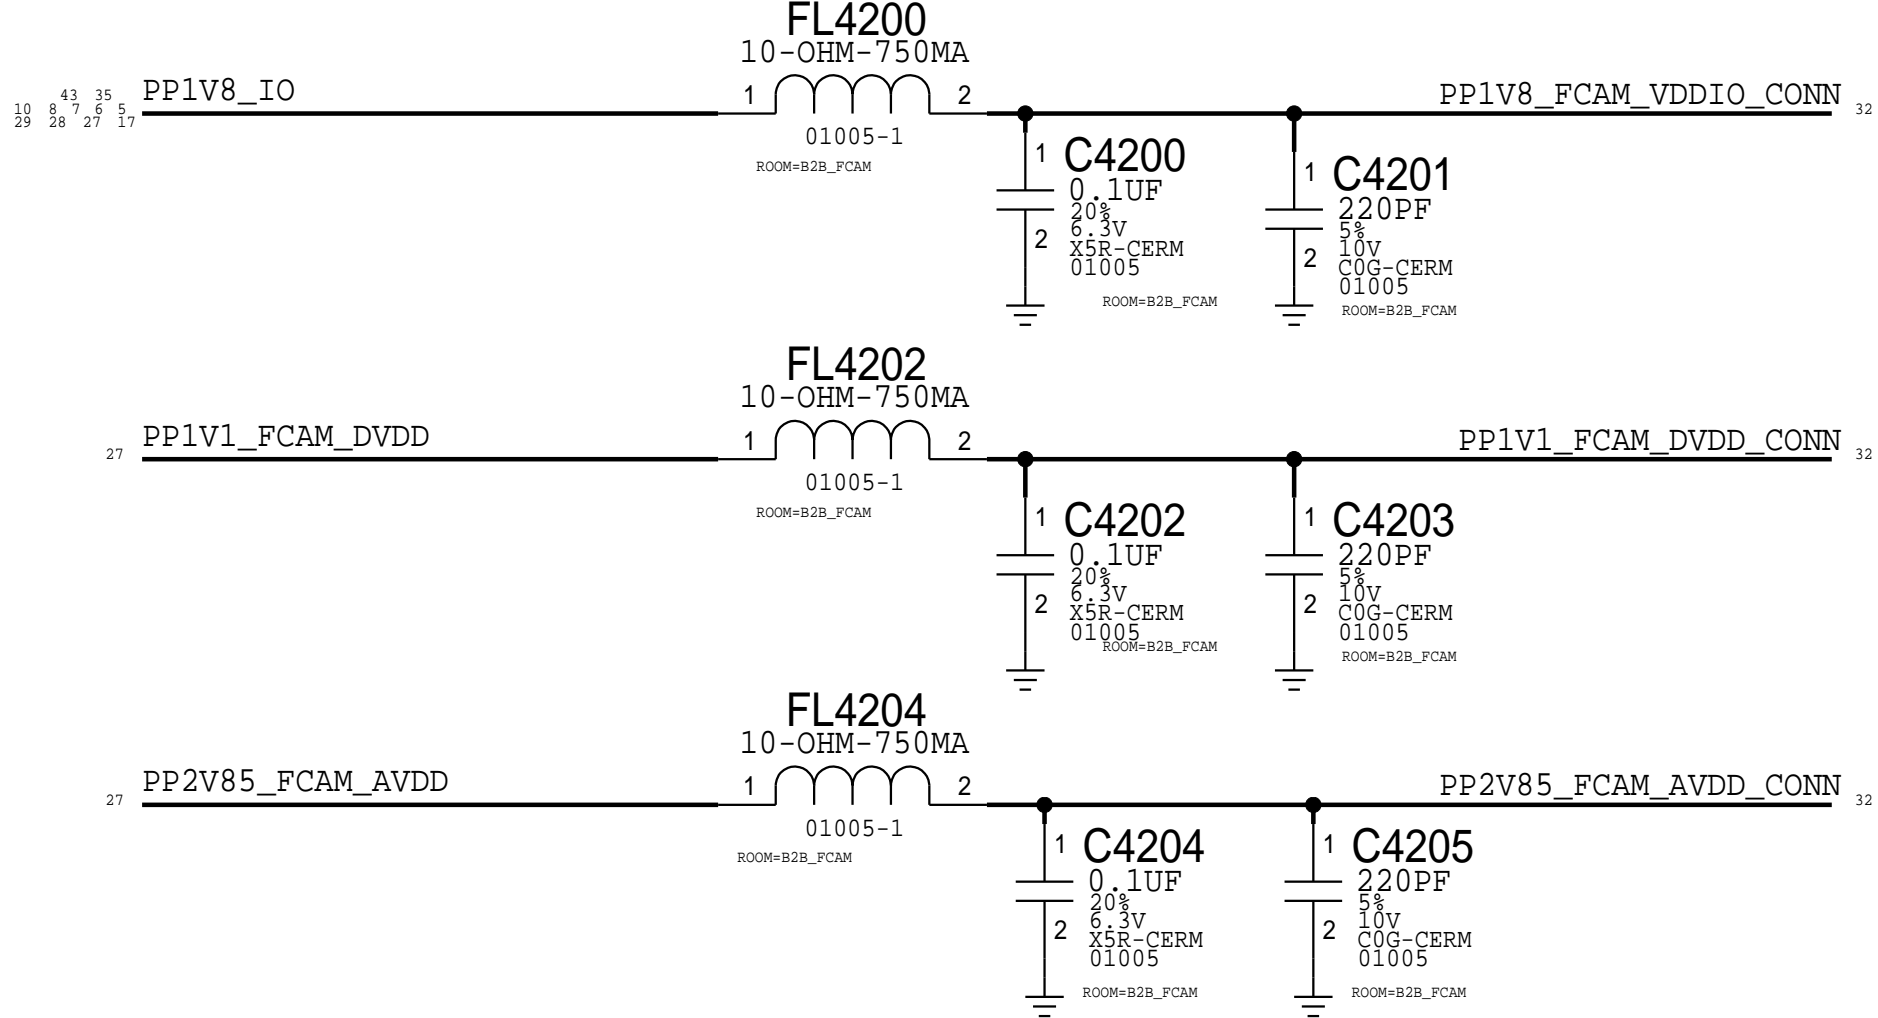 FL4200
10-OHM-750MA
PP1V8_IO
43 35
10 8 7 6 5
29 28 27 17
1
2
01005-1
ROOM=B2B_FCAM
PP1V8_FCAM_VDDIO_CONN
32
1
C4200
0.1UF
20%
6.3V
2
X5R-CERM
01005
ROOM=B2B_FCAM
1
C4201
220PF
5%
10V
2
C0G-CERM
01005
ROOM=B2B_FCAM
FL4202
10-OHM-750MA
27
PP1V1_FCAM_DVDD
1
2
01005-1
ROOM=B2B_FCAM
PP1V1_FCAM_DVDD_CONN
32
1
C4202
0.1UF
20%
6.3V
2
X5R-CERM
01005
ROOM=B2B_FCAM
1
C4203
220PF
5%
10V
2
C0G-CERM
01005
ROOM=B2B_FCAM
FL4204
10-OHM-750MA
27
PP2V85_FCAM_AVDD
1
2
01005-1
ROOM=B2B_FCAM
PP2V85_FCAM_AVDD_CONN
32
1
C4204
0.1UF
20%
6.3V
2
X5R-CERM
01005
ROOM=B2B_FCAM
1
C4205
220PF
5%
10V
2
C0G-CERM
01005
ROOM=B2B_FCAM